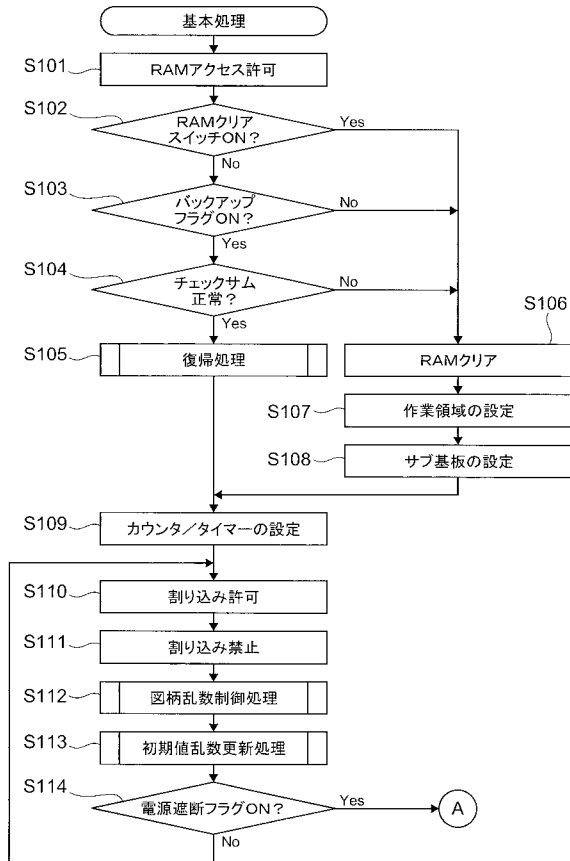 基本処理
S101
RAMアクセス許可
S102
RAMクリア
スイッチON?
Yes
No
S103
バックアップ
フラグON?
No
Yes
S104
チェックサム
正常?
No
Yes
S105
復帰処理
S106
RAMクリア
S107
作業領域の設定
S108
サブ基板の設定
S109
カウンタ/タイマーの設定
S110
割り込み許可
S111
割り込み禁止
S112
図柄乱数制御処理
S113
初期値乱数更新処理
S114
電源遮断フラグON?
Yes
A
No